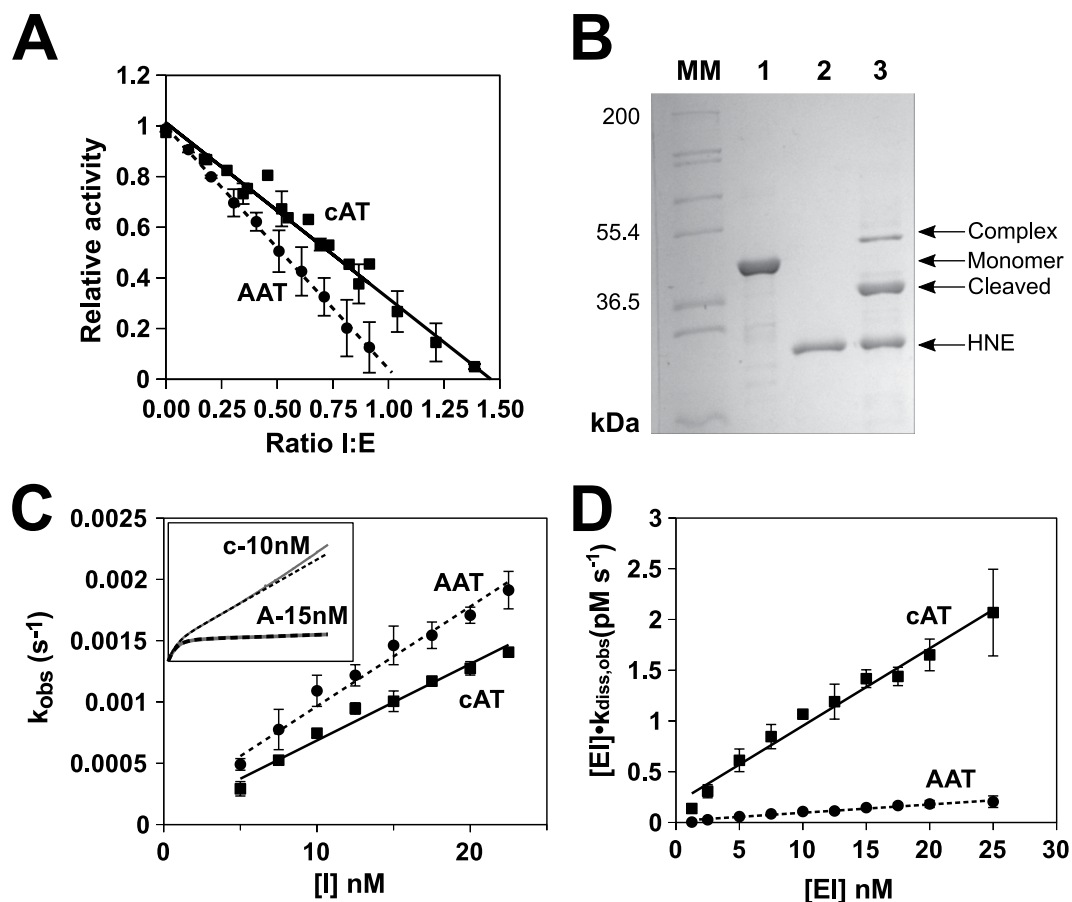 A
1.2
1
0.8
0.6
0.4
0.2
0
Relative activity
cAT
AAT
0.00 0.25 0.50 0.75 1.00 1.25 1.50
Ratio I:E
B
MM 1 2 3
200
55.4
36.5
kDa
Complex
Monomer
Cleaved
HNE
C
0.0025
0.002
0.0015
0.001
0.0005
0
kobs (s-1)
c-10nM
A-15nM
AAT
cAT
0 10 20
[I] nM
D
3
2.5
2
1.5
1
0.5
0
[EI]•kdiss,obs(pM s-1)
cAT
AAT
0 5 10 15 20 25 30
[EI] nM